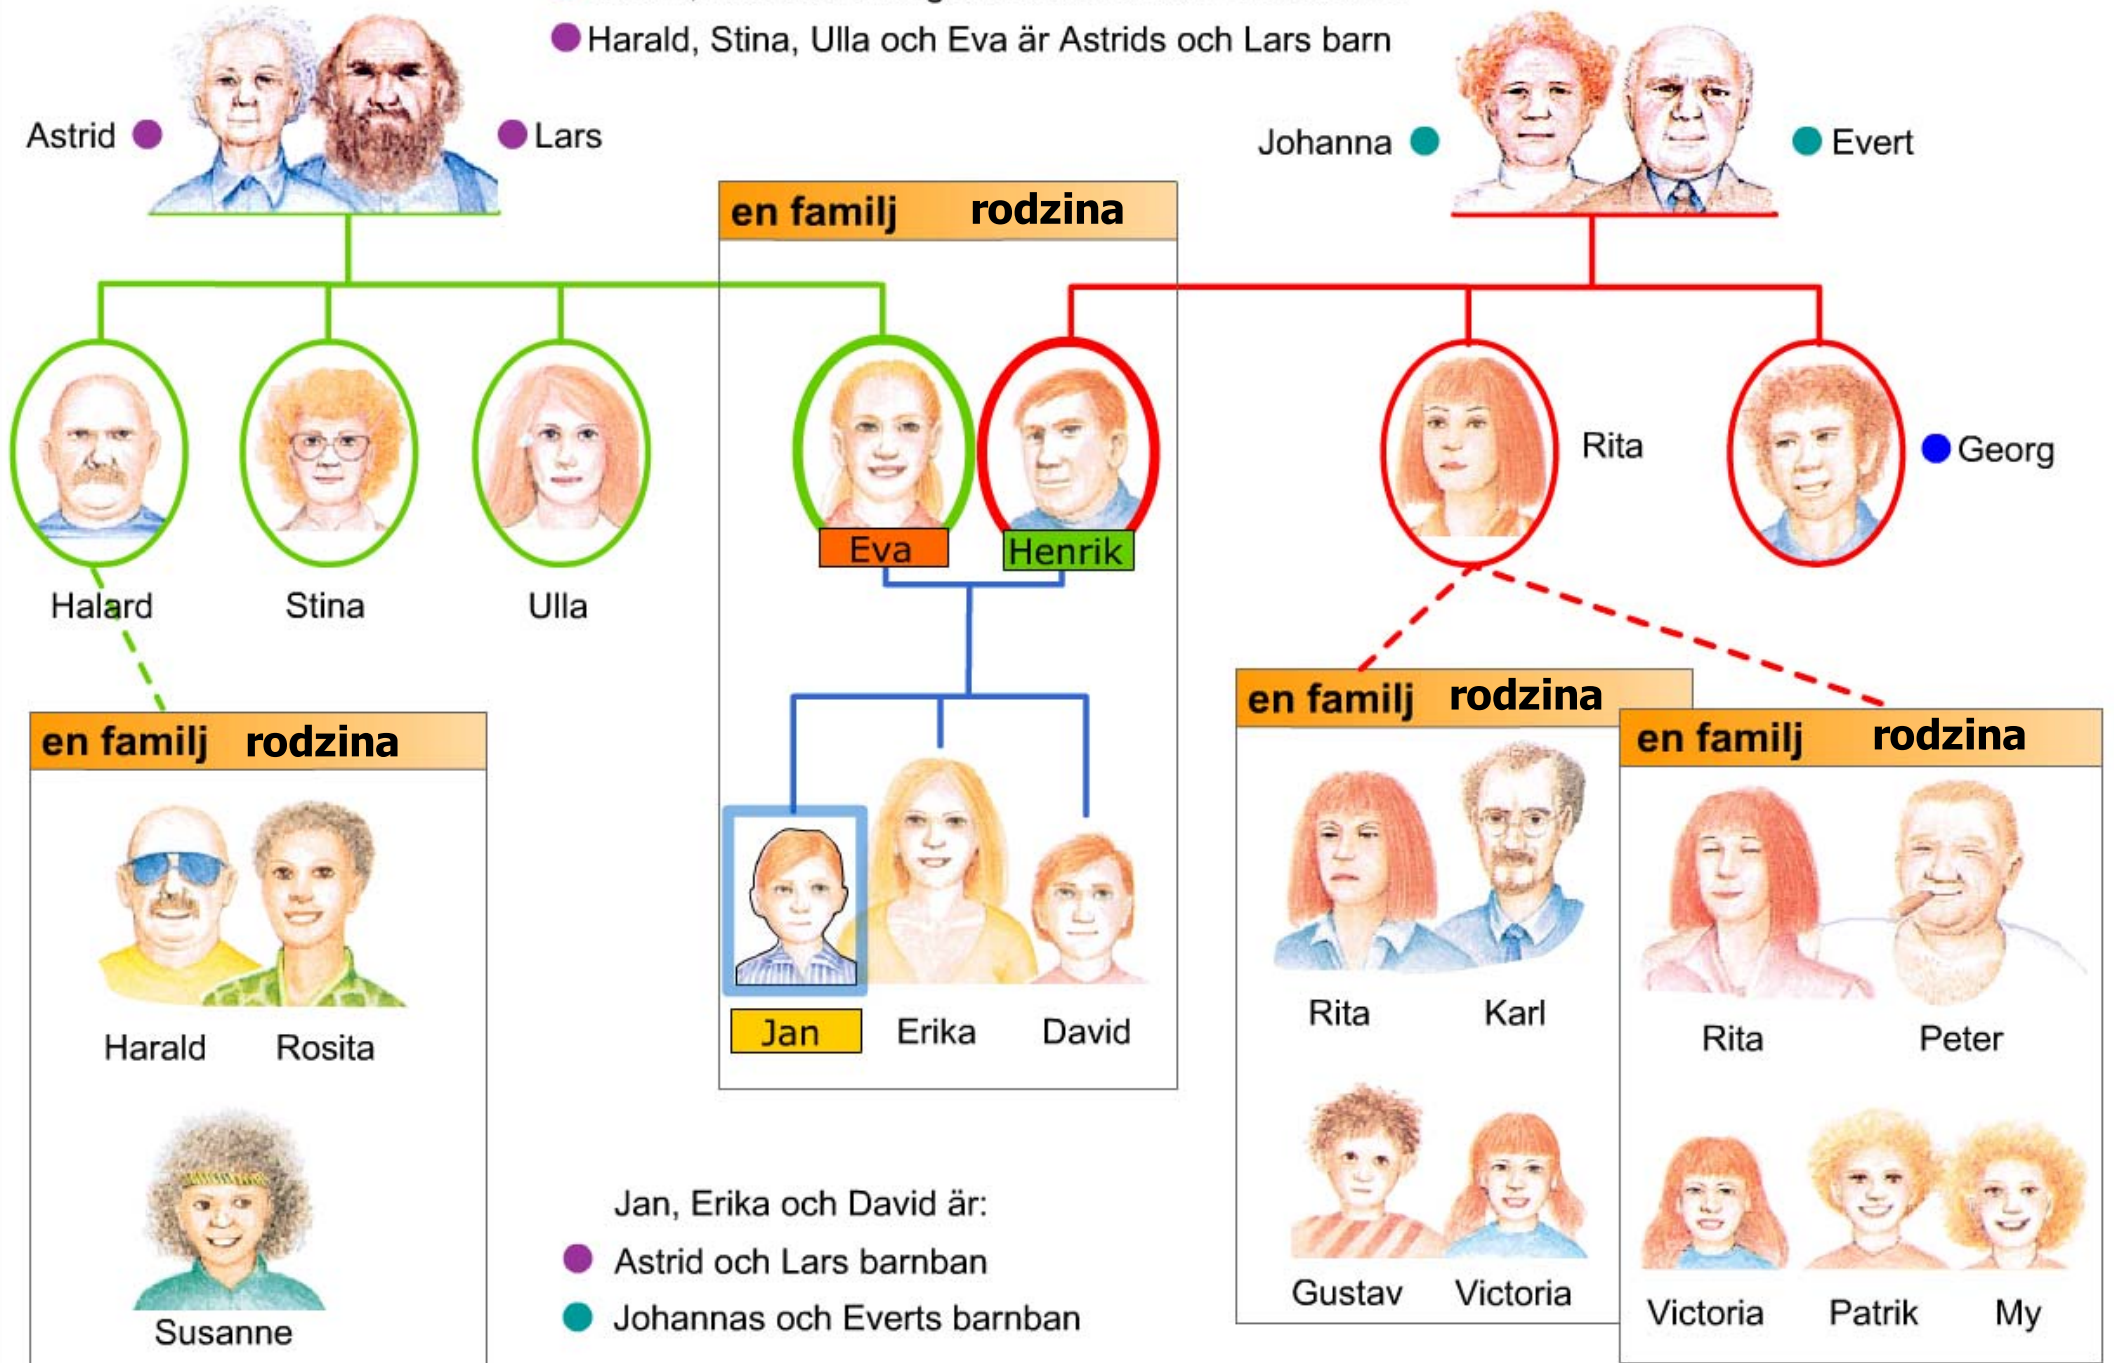 Harald, Stina, Ulla och Eva är Astrids och Lars barn
Astrid
Lars
Johanna
Evert
en familj rodzina
Rita
Georg
Eva
Henrik
Halard
Stina
Ulla
en familj rodzina
en familj rodzina
en familj rodzina
Jan
Erika
David
Rita
Karl
Rita
Peter
Harald
Rosita
Gustav
Victoria
Victoria
Patrik
My
Susanne
Jan, Erika och David är:
Astrid och Lars barnban
Johannas och Everts barnban